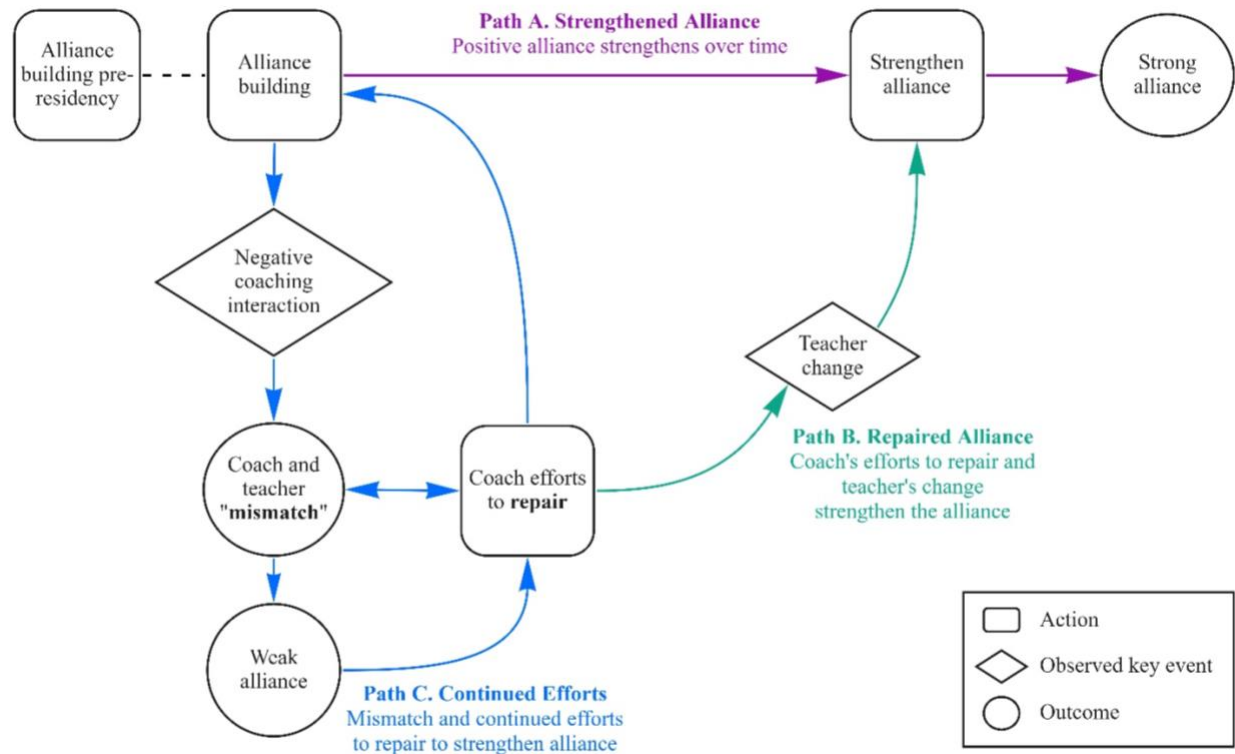 Alliance
building pre-
residency
Alliance
building
Path A. Strengthened Alliance
Positive alliance strengthens over time
Strengthen
alliance
Strong
alliance
Negative
coaching
interaction
Teacher
change
Coach and
teacher
"mismatch"
Coach efforts
to repair
Path B. Repaired Alliance
Coach's efforts to repair and
teacher's change
strengthen the alliance
Weak
alliance
Path C. Continued Efforts
Mismatch and continued efforts
to repair to strengthen alliance
Action
Observed key event
Outcome